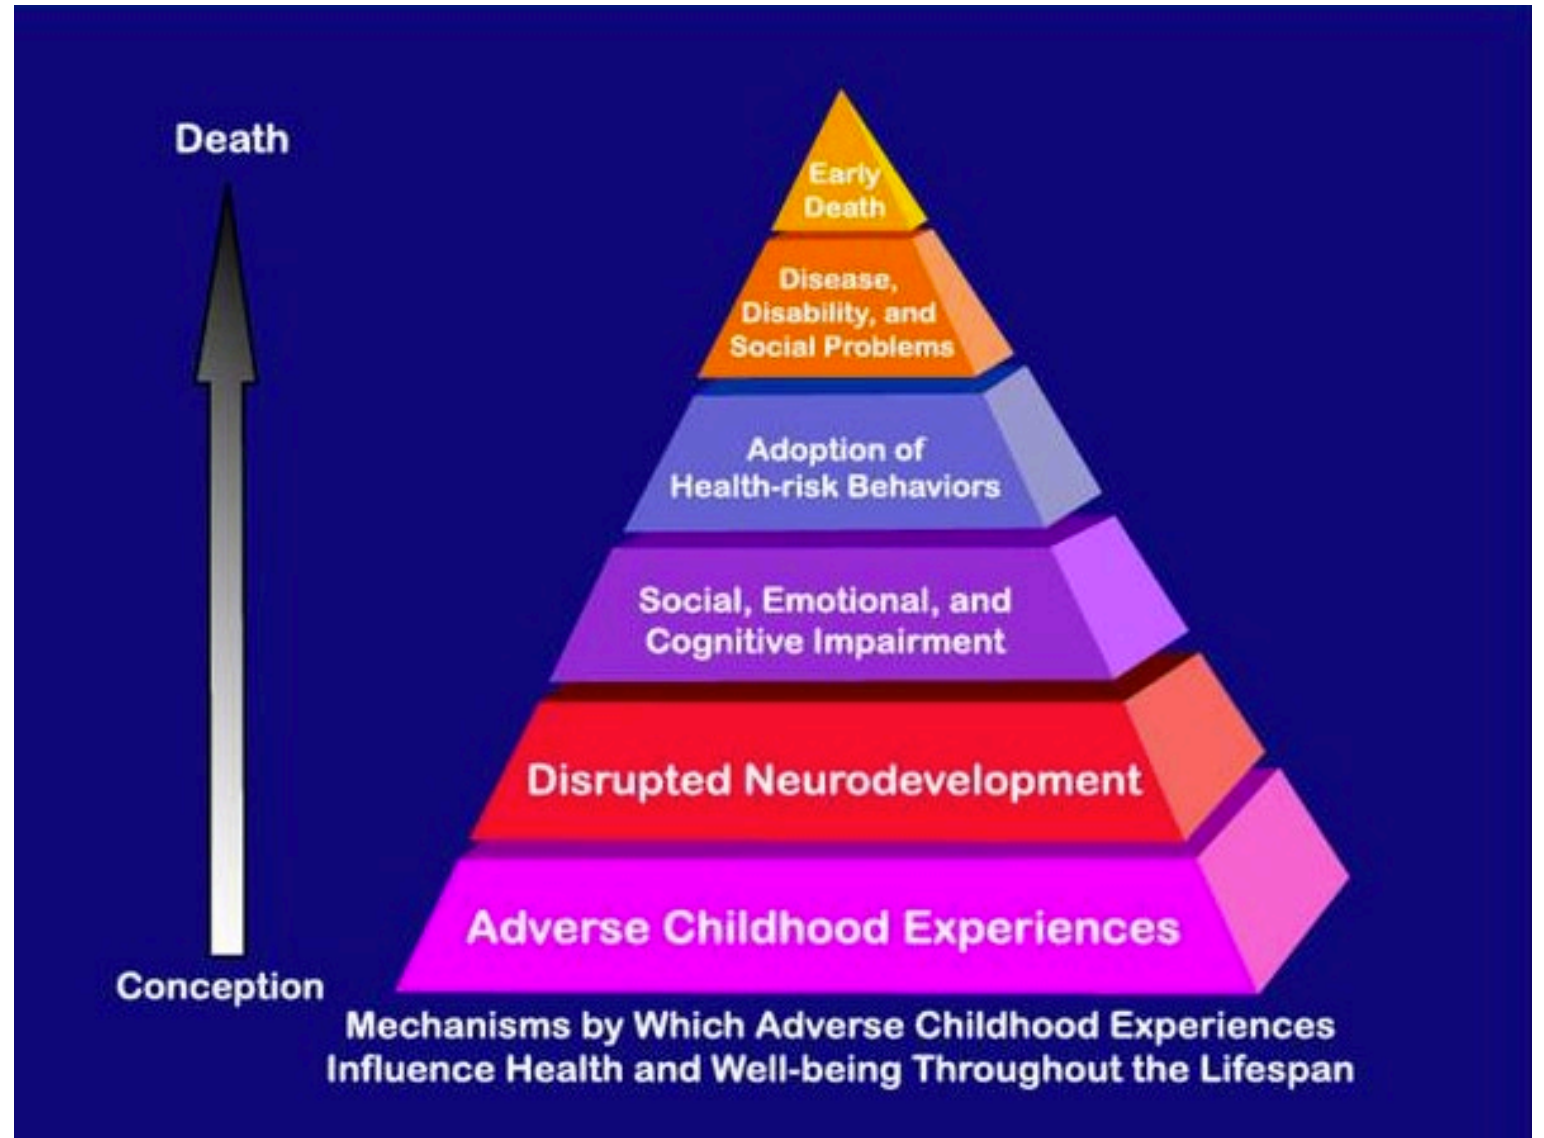 Death
Early
Death
Disease,
Disability, and
Social Problems
Adoption of
Health-risk Behaviors
Social, Emotional, and
Cognitive Impairment
Disrupted Neurodevelopment
Adverse Childhood Experiences
Conception
Mechanisms by Which Adverse Childhood Experiences
Influence Health and Well-being Throughout the Lifespan